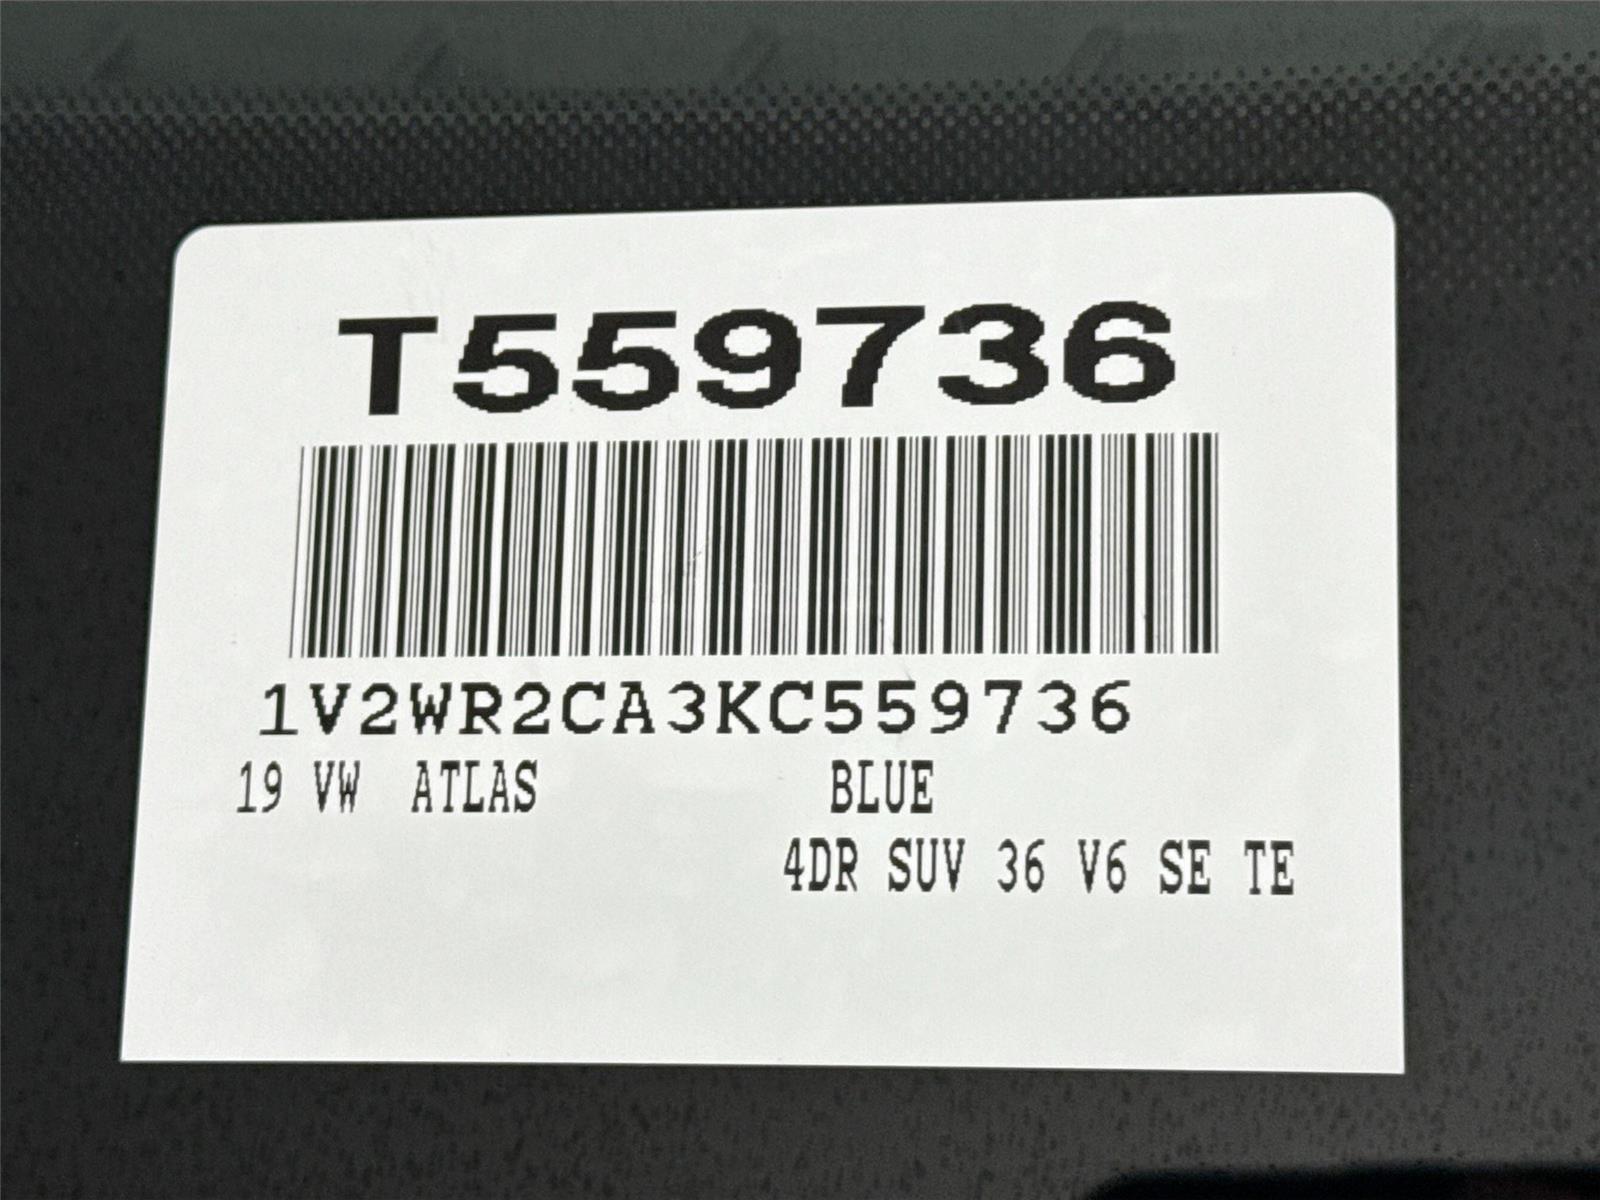 T559736
1V2WR2CA3KC559736
19 VW ATLAS BLUE
4DR SUV 36 V6 SE TE